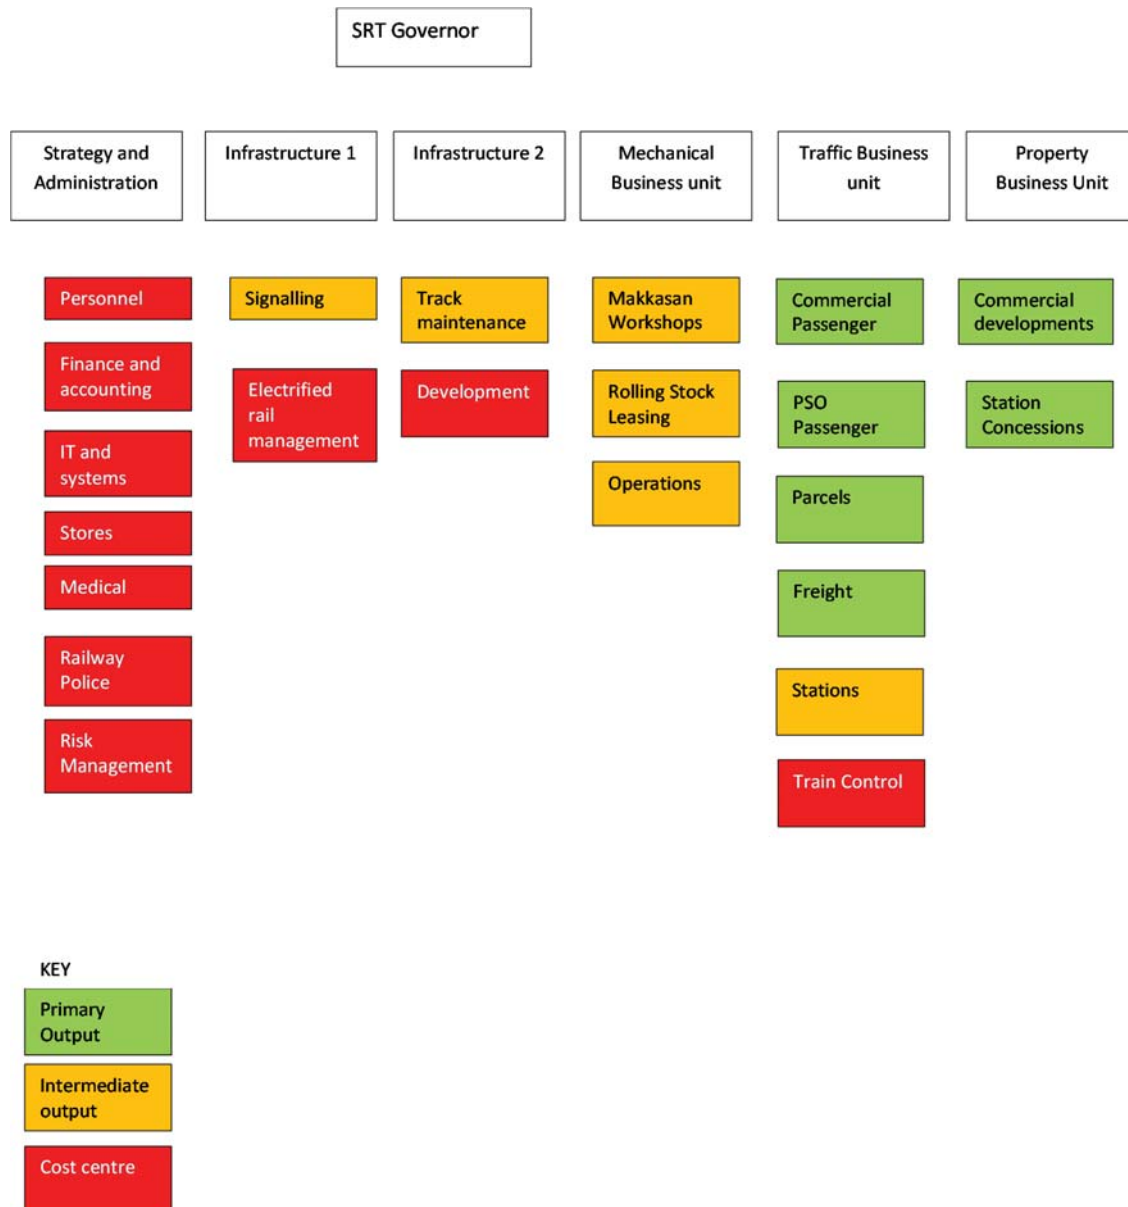 SRT Governor
Strategy and
Administration
Infrastructure 1
Infrastructure 2
Mechanical
Business unit
Traffic Business
unit
Property
Business Unit
Personnel
Finance and
accounting
IT and
systems
Stores
Medical
Railway
Police
Risk
Management
Signalling
Electrified
rail
management
Track
maintenance
Development
Makkasan
Workshops
Rolling Stock
Leasing
Operations
Commercial
Passenger
PSO
Passenger
Parcels
Freight
Stations
Train Control
Commercial
developments
Station
Concessions
KEY
Primary
Output
Intermediate
output
Cost centre